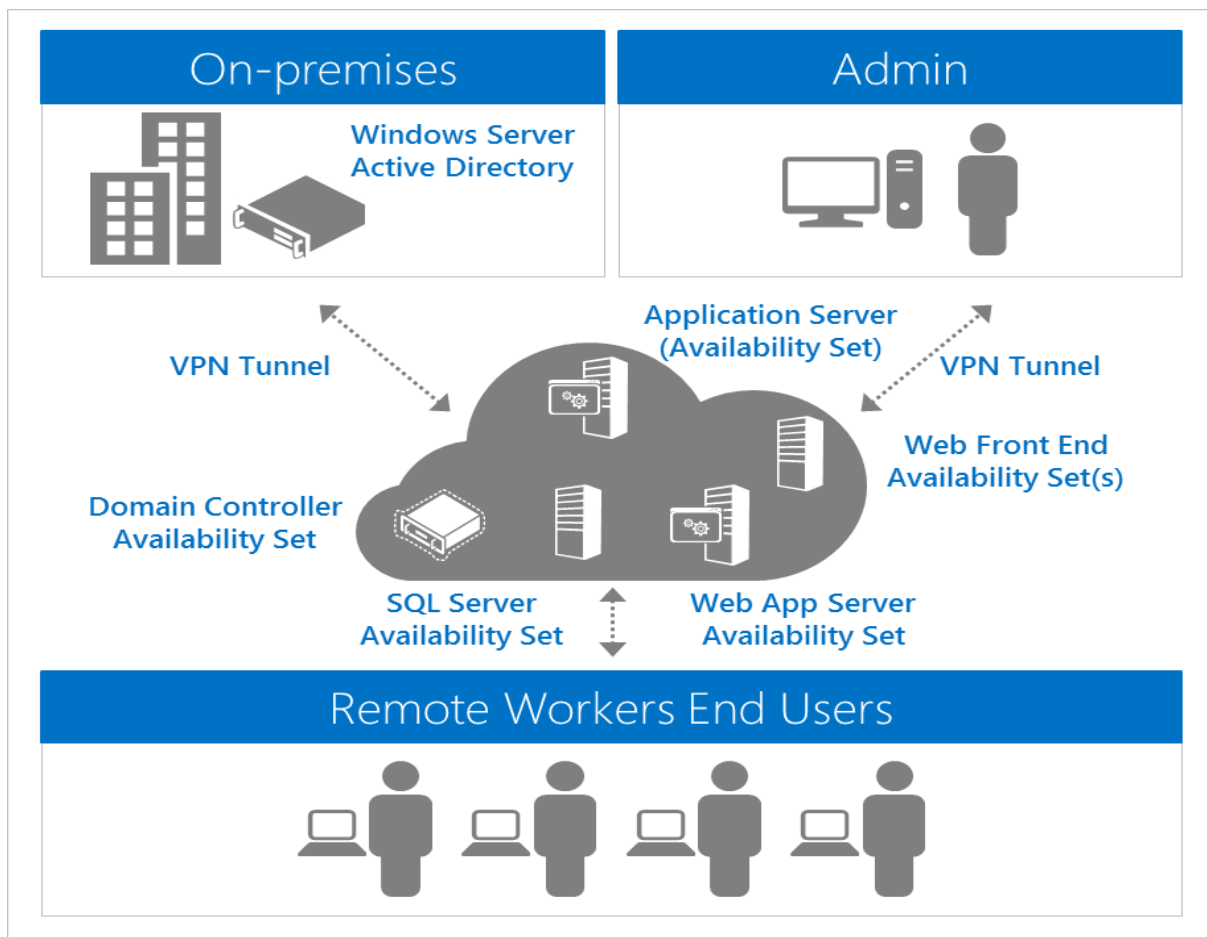 On-premises
Admin
Windows Server
Active Directory
Application Server
(Availability Set)
VPN Tunnel
VPN Tunnel
Web Front End
Availability Set(s)
Domain Controller
Availability Set
SQL Server
Availability Set
Web App Server
Availability Set
Remote Workers End Users